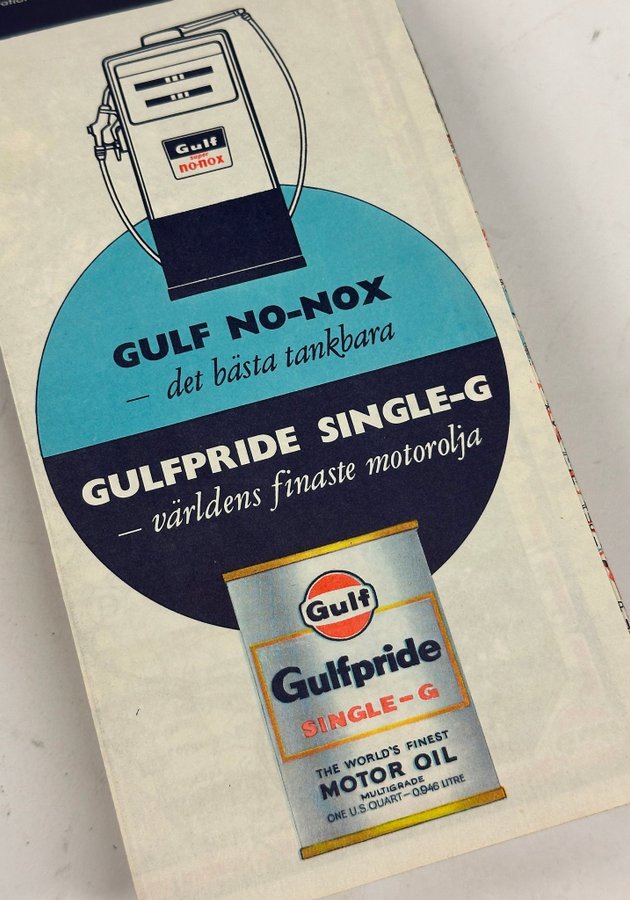 Gulf
super
NO-NOX
GULF NO-NOX
— det bästa tankbara
GULFPRIDE SINGLE-G
— världens finaste motorolja
Gulf
Gulfpride
SINGLE-G
THE WORLD'S FINEST
MOTOR OIL
MULTIGRADE
ONE U.S. QUART—0.946 LITRE